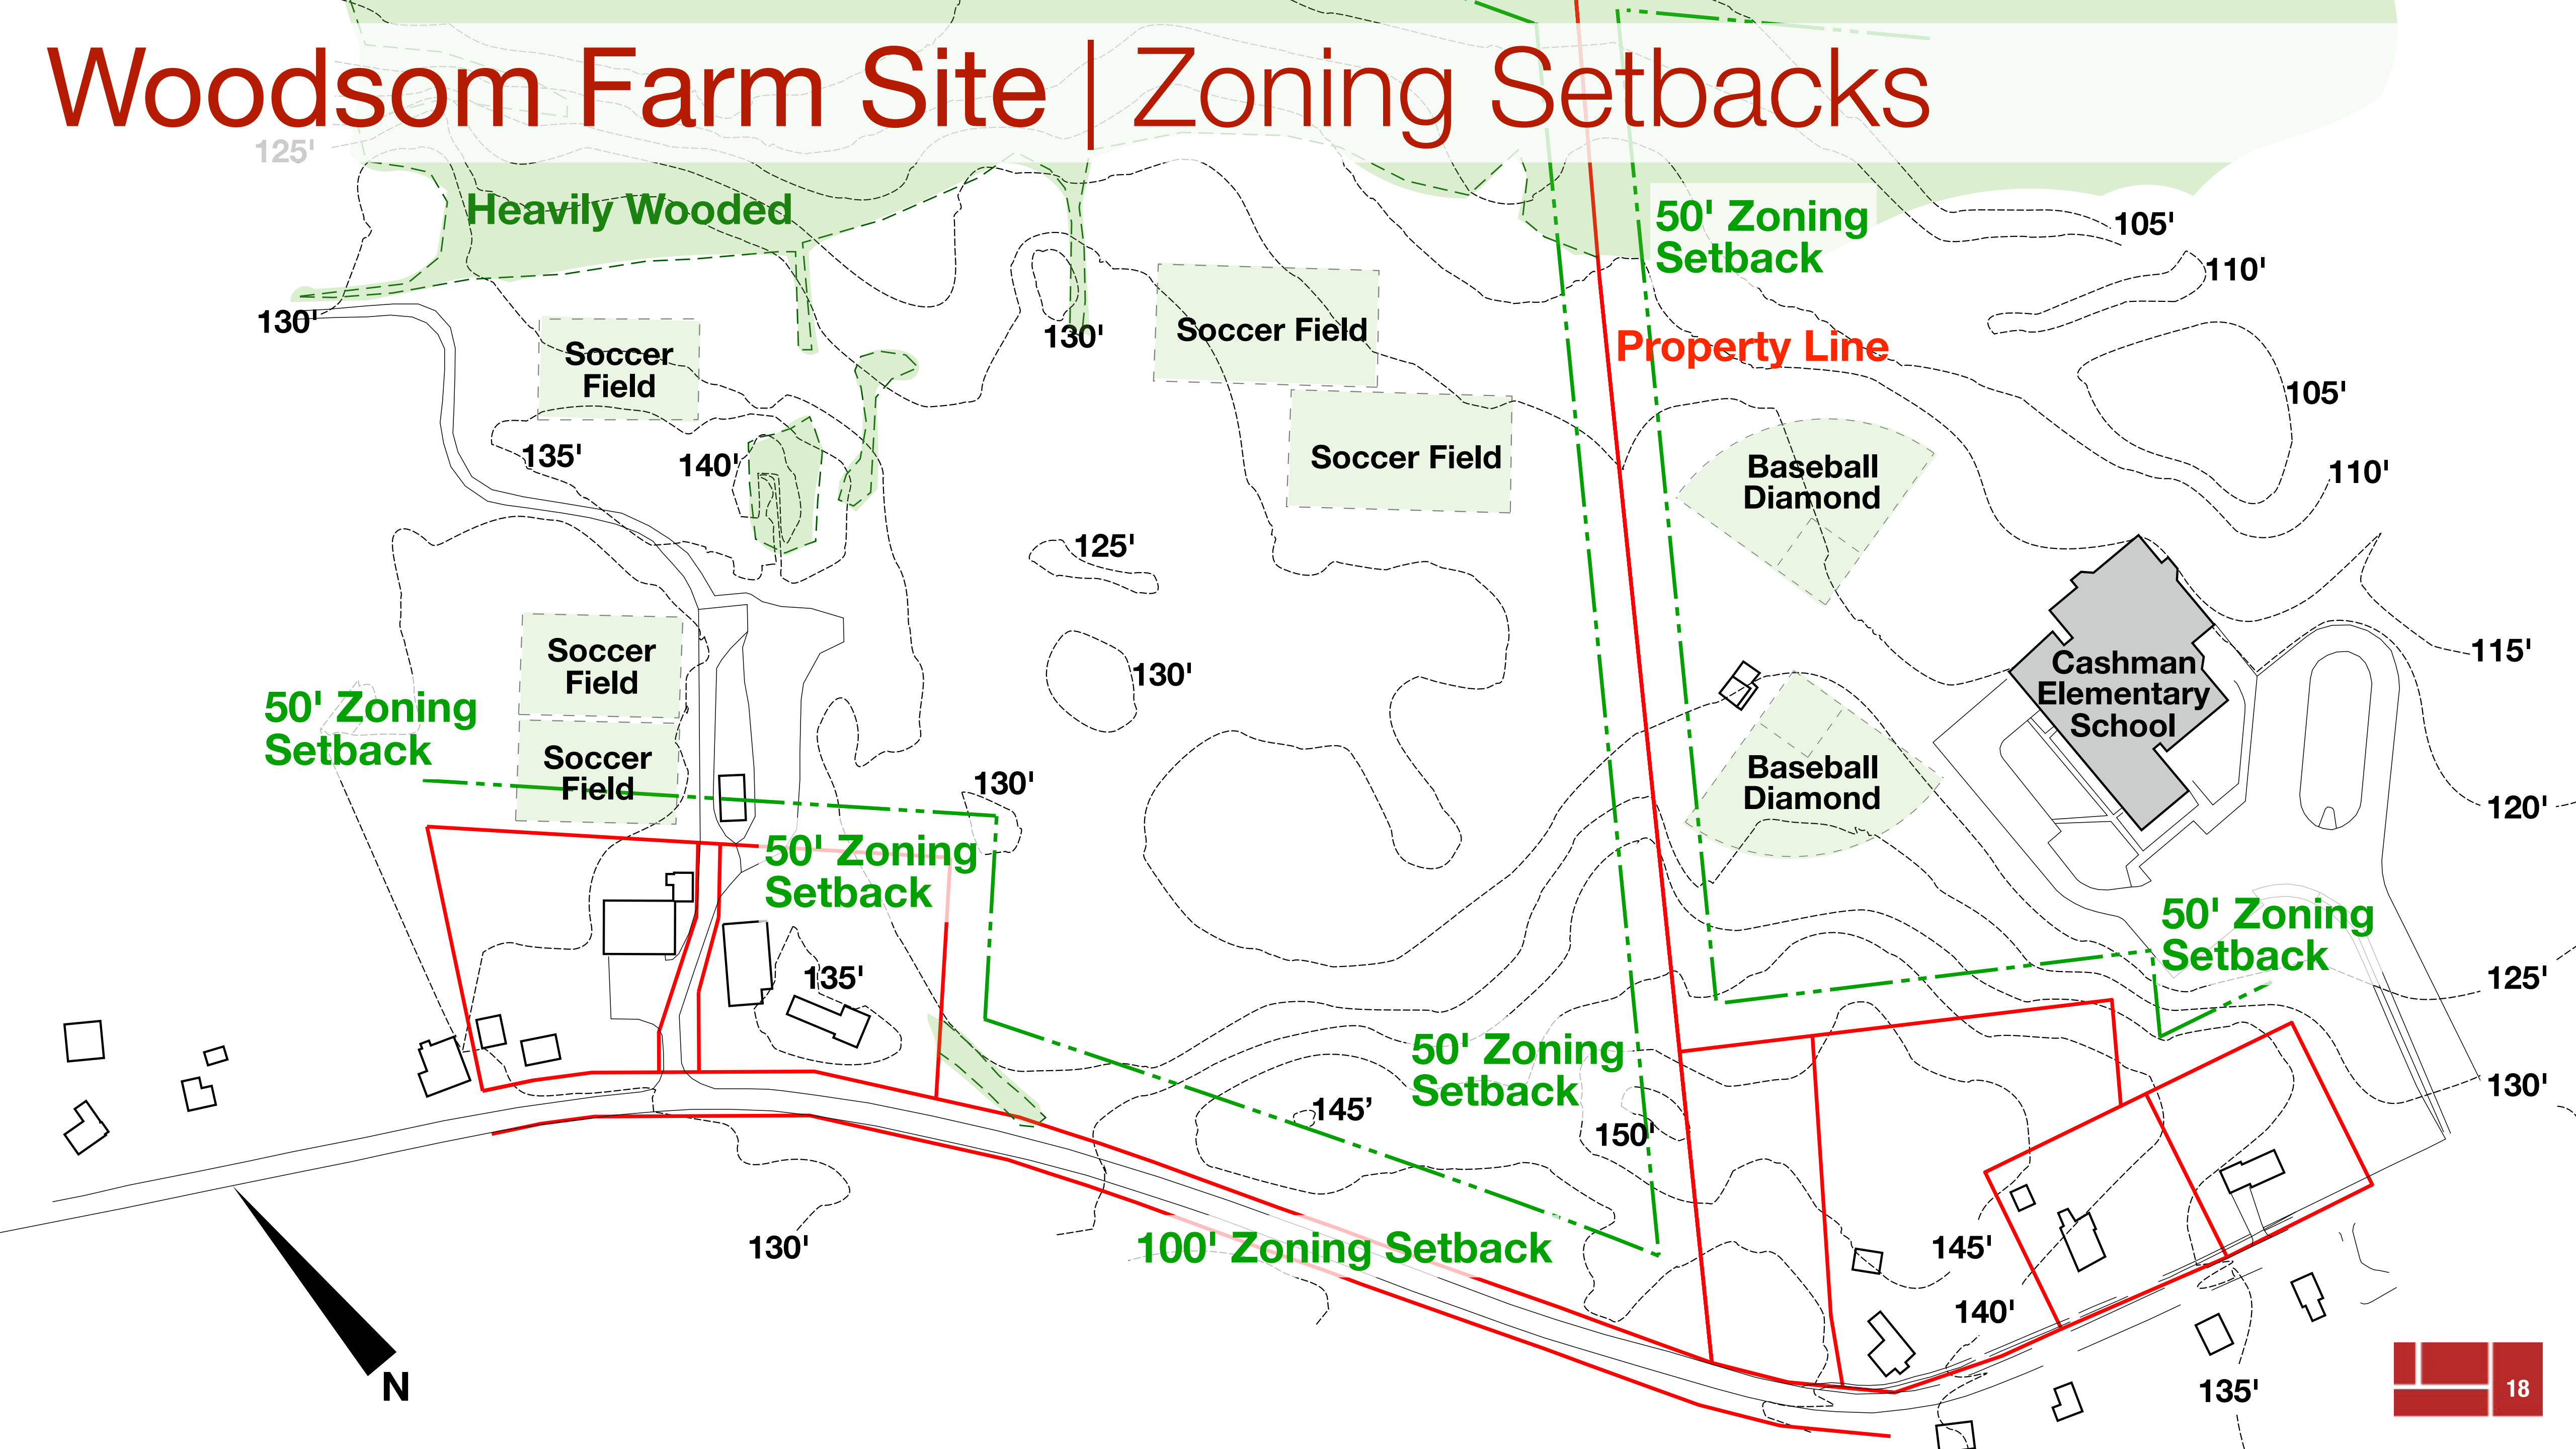 Woodsom Farm Site | Zoning Setbacks
125'
Heavily Wooded
50' Zoning
Setback
105'
110'
130'
130'
Soccer Field
Property Line
Soccer
Field
105'
135'
140'
Soccer Field
Baseball
Diamond
110'
125'
Soccer
Field
130'
Cashman
Elementary
School
115'
50' Zoning
Setback
Soccer
Field
130'
Baseball
Diamond
120'
50' Zoning
Setback
50' Zoning
Setback
135'
125'
50' Zoning
Setback
145’
150'
130'
130'
100' Zoning Setback
145'
140'
N
135'
18